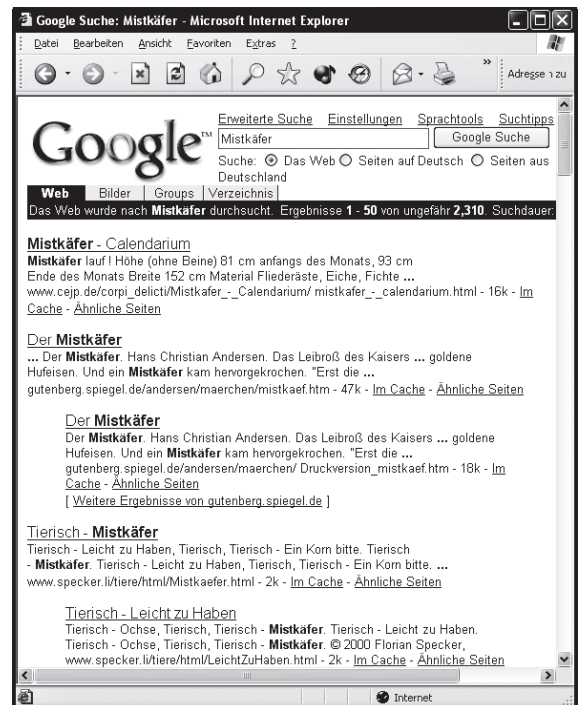 Google Suche: Mistkäfer - Microsoft Internet Explorer
Datei Bearbeiten Ansicht Favoriten Extras ?
» Adresse
Google™
Erweiterte Suche Einstellungen Sprachtools Suchtipps
Mistkäfer Google Suche
Suche: Das Web Seiten auf Deutsch Seiten aus
Deutschland
Web Bilder Groups Verzeichnis
Das Web wurde nach Mistkäfer durchsucht. Ergebnisse 1 - 50 von ungefähr 2,310. Suchdauer:
Mistkäfer - Calendarium
Mistkäfer lauf ! Höhe (ohne Beine) 81 cm anfangs des Monats, 93 cm
Ende des Monats Breite 152 cm Material Fliederäste, Eiche, Fichte ...
www.cejp.de/corpi_delicti/Mistkafer_-_Calendarium/ mistkafer_-_calendarium.html - 16k - Im
Cache - Ähnliche Seiten
Der Mistkäfer
... Der Mistkäfer. Hans Christian Andersen. Das Leibroß des Kaisers ... goldene
Hufeisen. Und ein Mistkäfer kam hervorgekrochen. "Erst die ...
gutenberg.spiegel.de/andersen/maerchen/mistkaef.htm - 47k - Im Cache - Ähnliche Seiten
Der Mistkäfer
Der Mistkäfer. Hans Christian Andersen. Das Leibroß des Kaisers ... goldene
Hufeisen. Und ein Mistkäfer kam hervorgekrochen. "Erst die ...
gutenberg.spiegel.de/andersen/maerchen/ Druckversion_mistkaef.htm - 18k - Im
Cache - Ähnliche Seiten
[ Weitere Ergebnisse von gutenberg.spiegel.de ]
Tierisch - Mistkäfer
Tierisch - Leicht zu Haben, Tierisch, Tierisch - Ein Korn bitte. Tierisch
- Mistkäfer. Tierisch - Leicht zu Haben, Tierisch, Tierisch - Ein Korn bitte. ...
www.specker.li/tiere/html/Mistkaefer.html - 2k - Im Cache - Ähnliche Seiten
Tierisch - Leicht zu Haben
Tierisch - Ochse, Tierisch, Tierisch - Mistkäfer. Tierisch - Leicht zu Haben.
Tierisch - Ochse, Tierisch, Tierisch - Mistkäfer. © 2000 Florian Specker,
www.specker.li/tiere/html/LeichtZuHaben.html - 2k - Im Cache - Ähnliche Seiten
Internet